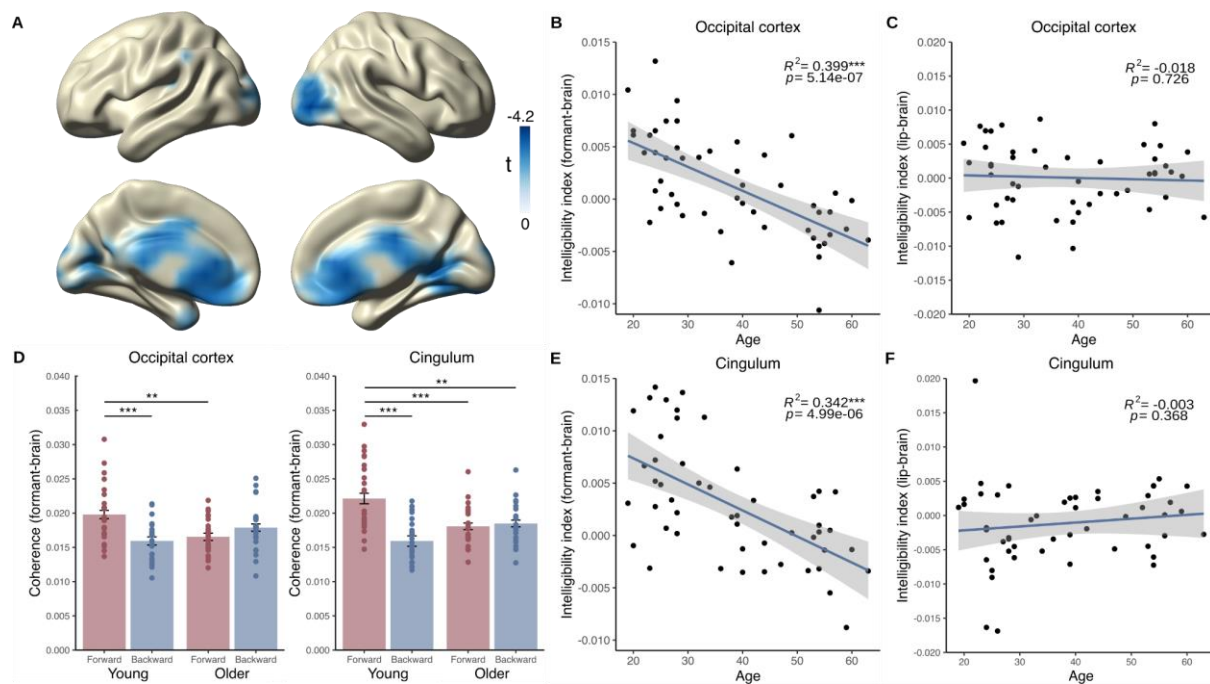 A
-4.2
t
0
B
Occipital cortex
R2= 0.399***
p= 5.14e-07
Intelligibility index (formant-brain)
0.015
0.010
0.005
0.000
-0.005
-0.010
20 30 40 50 60
Age
C
Occipital cortex
R2= -0.018
p= 0.726
Intelligibility index (lip-brain)
0.020
0.015
0.010
0.005
0.000
-0.005
-0.010
-0.015
-0.020
20 30 40 50 60
Age
D
Occipital cortex
Coherence (formant-brain)
0.040
0.035
0.030
0.025
0.020
0.015
0.010
0.005
0.000
**
***
Forward Backward Forward Backward
Young Older
Cingulum
0.040
0.035
0.030
0.025
0.020
0.015
0.010
0.005
0.000
**
***
***
Forward Backward Forward Backward
Young Older
E
Cingulum
R2= 0.342***
p= 4.99e-06
Intelligibility index (formant-brain)
0.015
0.010
0.005
0.000
-0.005
-0.010
20 30 40 50 60
Age
F
Cingulum
R2= -0.003
p= 0.368
Intelligibility index (lip-brain)
0.020
0.015
0.010
0.005
0.000
-0.005
-0.010
-0.015
-0.020
20 30 40 50 60
Age